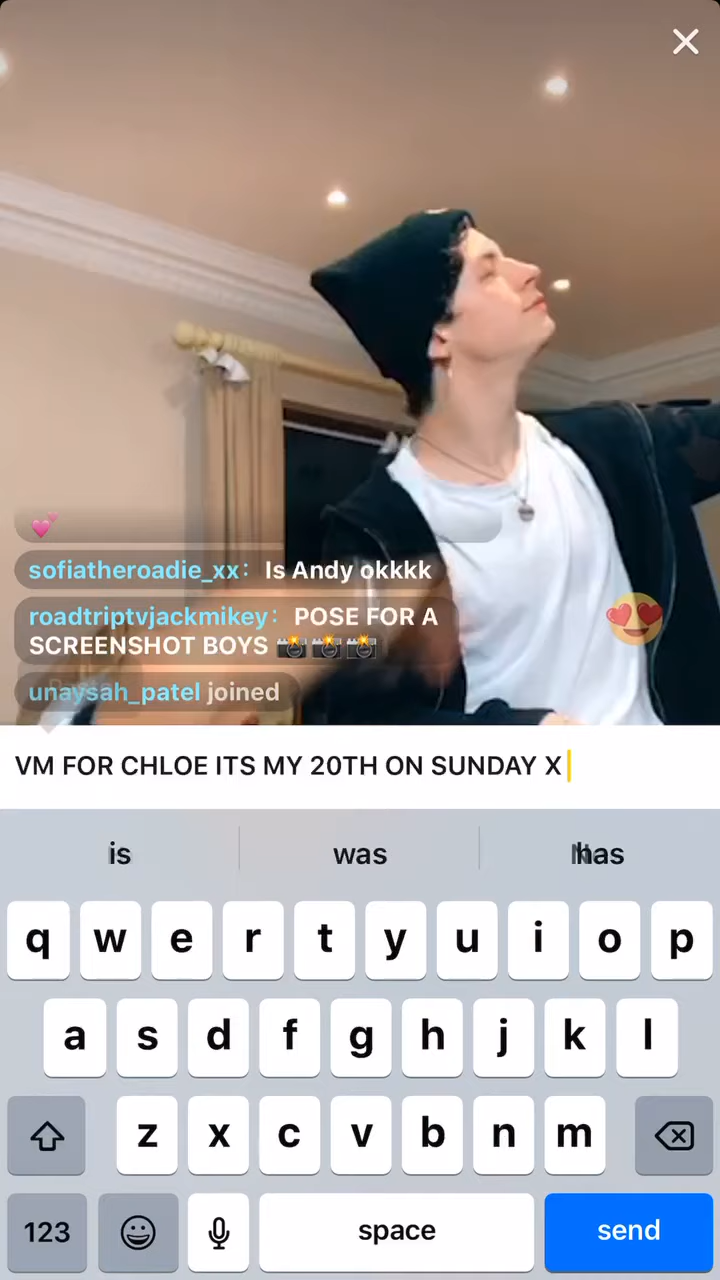 sofiatheroadie_xx: Is Andy okkkk
roadtriptvjackmikey: POSE FOR A
SCREENSHOT BOYS 📸📸📸
unaysah_patel joined
VM FOR CHLOE ITS MY 20TH ON SUNDAY X
is was has
q w e r t y u i o p
a s d f g h j k l
z x c v b n m
123 space send